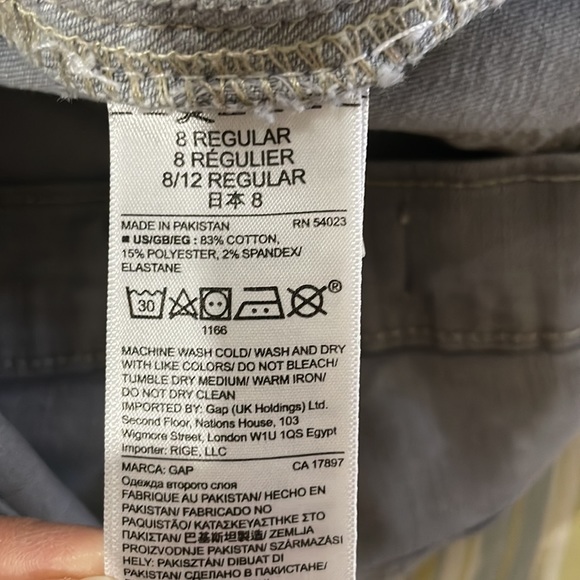 8 REGULAR
8 RÉGULIER
8/12 REGULAR
日本 8
MADE IN PAKISTAN RN 54023
■ US/GB/EG : 83% COTTON,
15% POLYESTER, 2% SPANDEX/
ELASTANE
30 ®
1166
MACHINE WASH COLD/ WASH AND DRY
WITH LIKE COLORS/ DO NOT BLEACH/
TUMBLE DRY MEDIUM/ WARM IRON/
DO NOT DRY CLEAN
IMPORTED BY: Gap (UK Holdings) Ltd.
Second Floor, Nations House, 103
Wigmore Street, London W1U 1QS Egypt
Importer: RIGE, LLC
MARCA: GAP CA 17897
Одежда второго слоя
FABRIQUE AU PAKISTAN/ HECHO EN
PAKISTAN/ FABRICADO NO
PAQUISTÃO/ ΚΑΤΑΣΚΕΥΑΣΤΗΚΕ ΣΤΟ
ΠΑΚΙΣΤΑΝ/ 巴基斯坦製造/ ZEMLJA
PROIZVODNJE PAKISTAN/ SZÁRMAZÁSI
HELY: PAKISZTÁN/ DIBUAT DI
PAKISTAN/ СДЕЛАНО В ПАКИСТАНЕ/